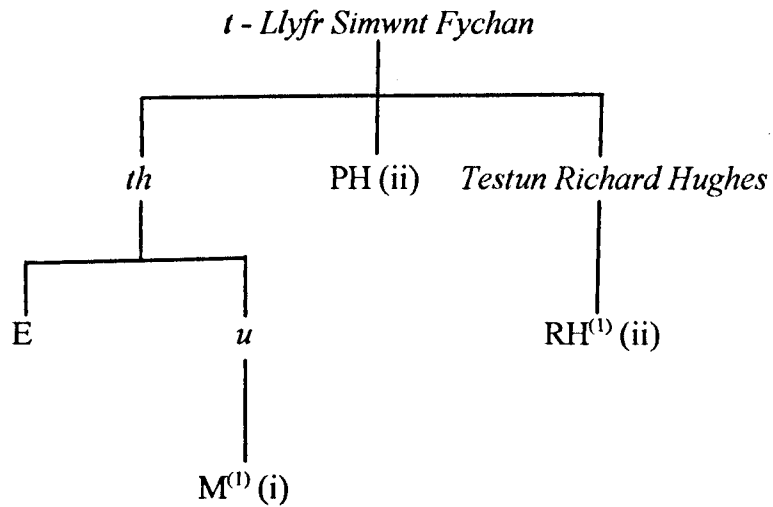 t - Llyfr Simwnt Fychan
th PH (ii) Testun Richard Hughes
E u RH⁽¹⁾ (ii)
M⁽¹⁾ (i)